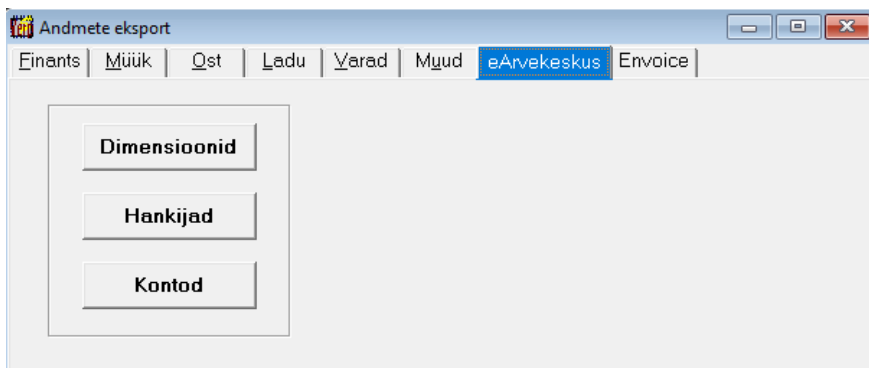 Andmete eksport
Finants Müük Ost Ladu Varad Muud eArvekeskus Envoice
Dimensioonid
Hankijad
Kontod